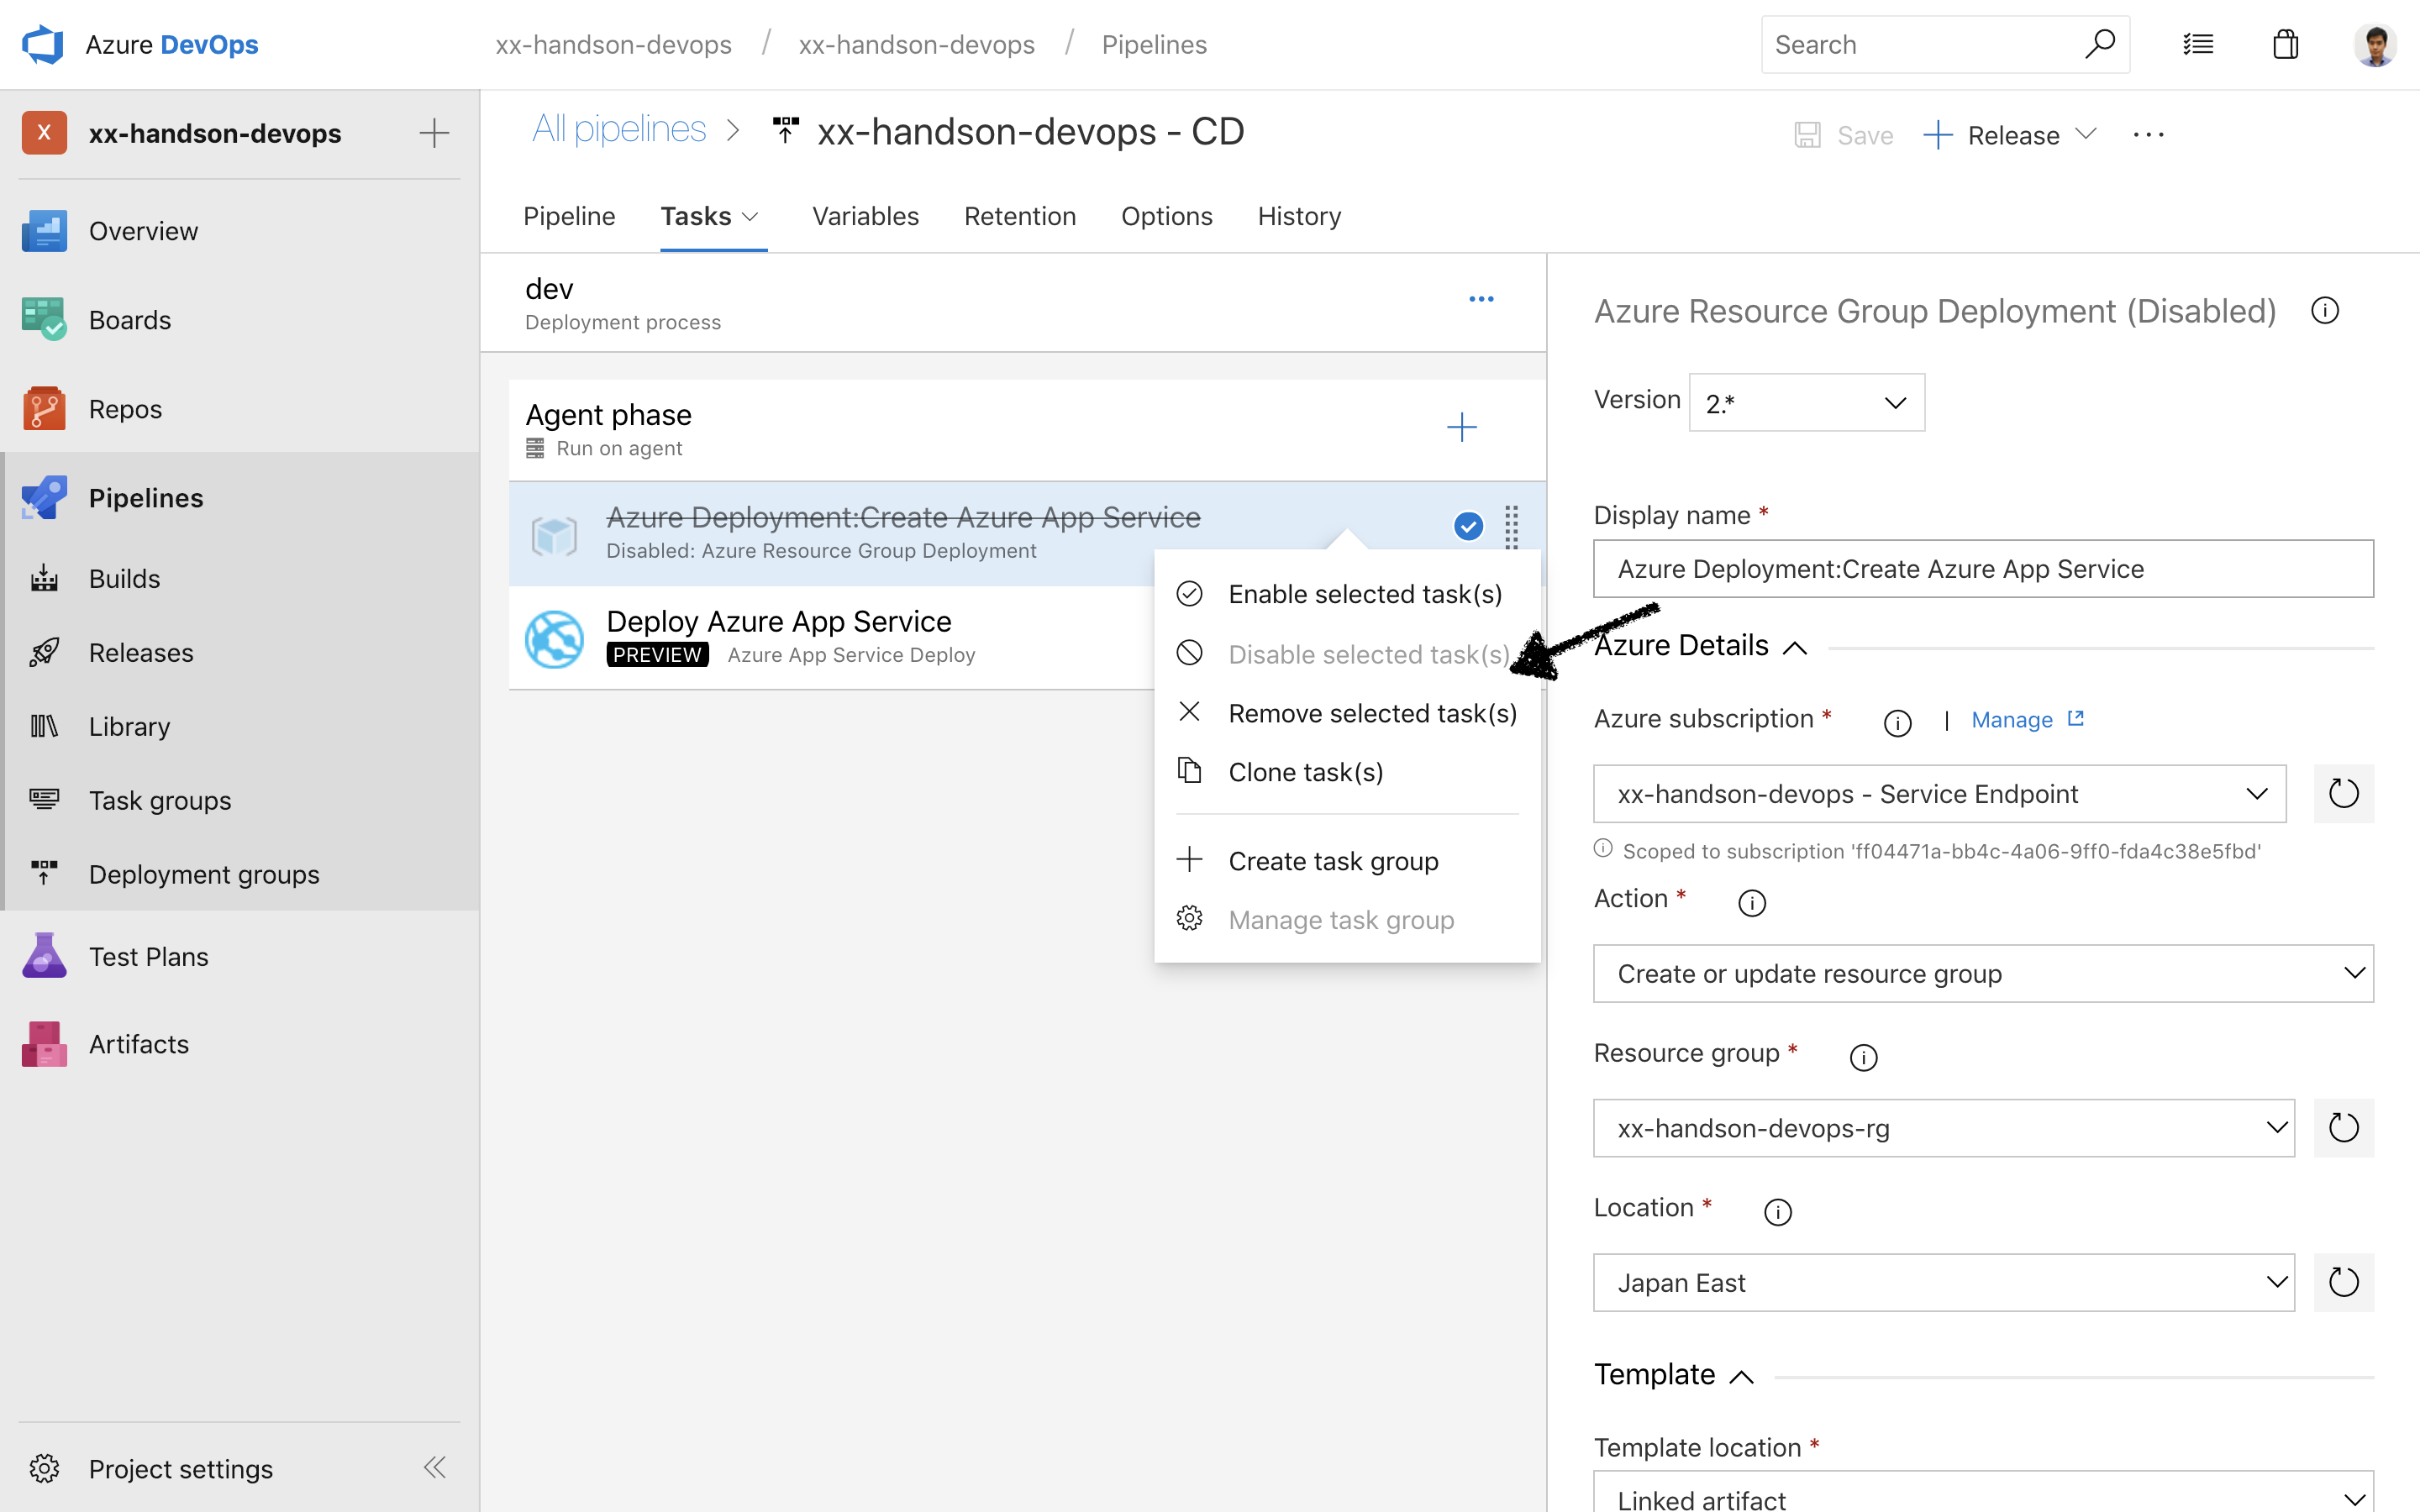 Azure DevOps
xx-handson-devops / xx-handson-devops / Pipelines
Search
X
xx-handson-devops
Overview
Boards
Repos
Pipelines
Builds
Releases
Library
Task groups
Deployment groups
Test Plans
Artifacts
Project settings
All pipelines > xx-handson-devops - CD
Save
Release
Pipeline
Tasks
Variables
Retention
Options
History
dev
Deployment process
Agent phase
Run on agent
Azure Deployment:Create Azure App Service
Disabled: Azure Resource Group Deployment
Deploy Azure App Service
PREVIEW Azure App Service Deploy
Enable selected task(s)
Disable selected task(s)
Remove selected task(s)
Clone task(s)
Create task group
Manage task group
Azure Resource Group Deployment (Disabled)
Version 2.*
Display name *
Azure Deployment:Create Azure App Service
Azure Details
Azure subscription * | Manage
xx-handson-devops - Service Endpoint
Scoped to subscription 'ff04471a-bb4c-4a06-9ff0-fda4c38e5fbd'
Action *
Create or update resource group
Resource group *
xx-handson-devops-rg
Location *
Japan East
Template
Template location *
Linked artifact